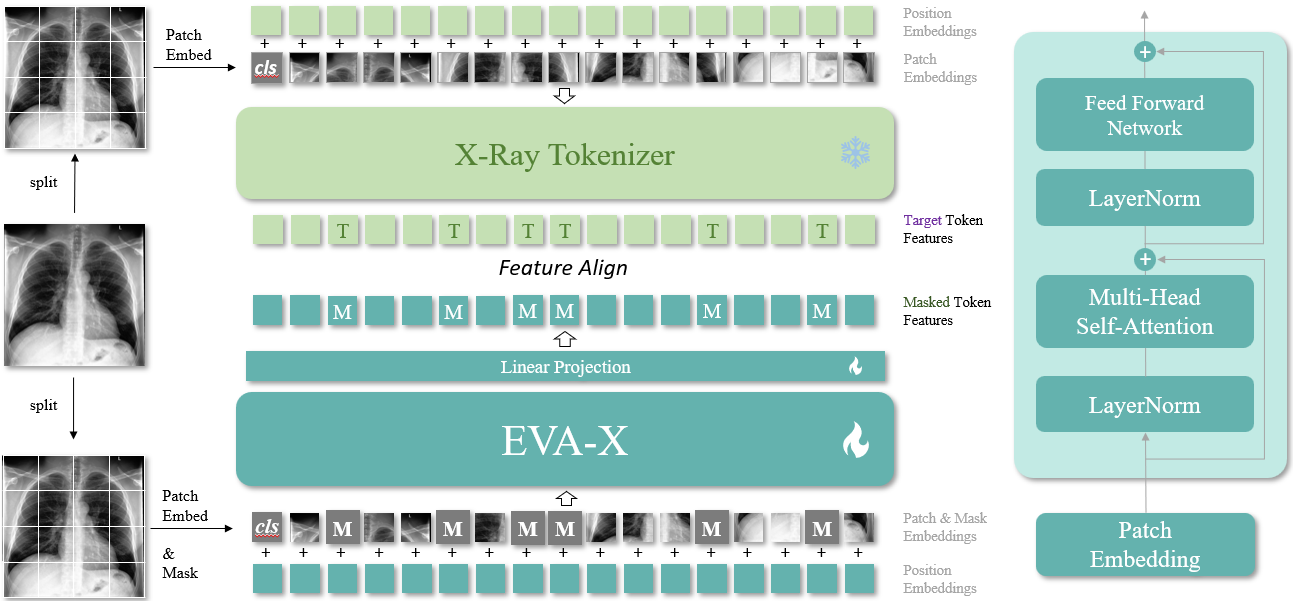 Patch
Embed
Position
Embeddings
+ + + + + + + + + + + + + + + + +
cls
Patch
Embeddings
X-Ray Tokenizer
split
T T T T T T
Target Token
Features
Feature Align
M M M M M M
Masked Token
Features
Linear Projection
split
EVA-X
Patch
Embed
&
Mask
cls M M M M M M
Patch & Mask
Embeddings
+ + + + + + + + + + + + + + + + +
Position
Embeddings
+
Feed Forward
Network
LayerNorm
+
Multi-Head
Self-Attention
LayerNorm
Patch
Embedding